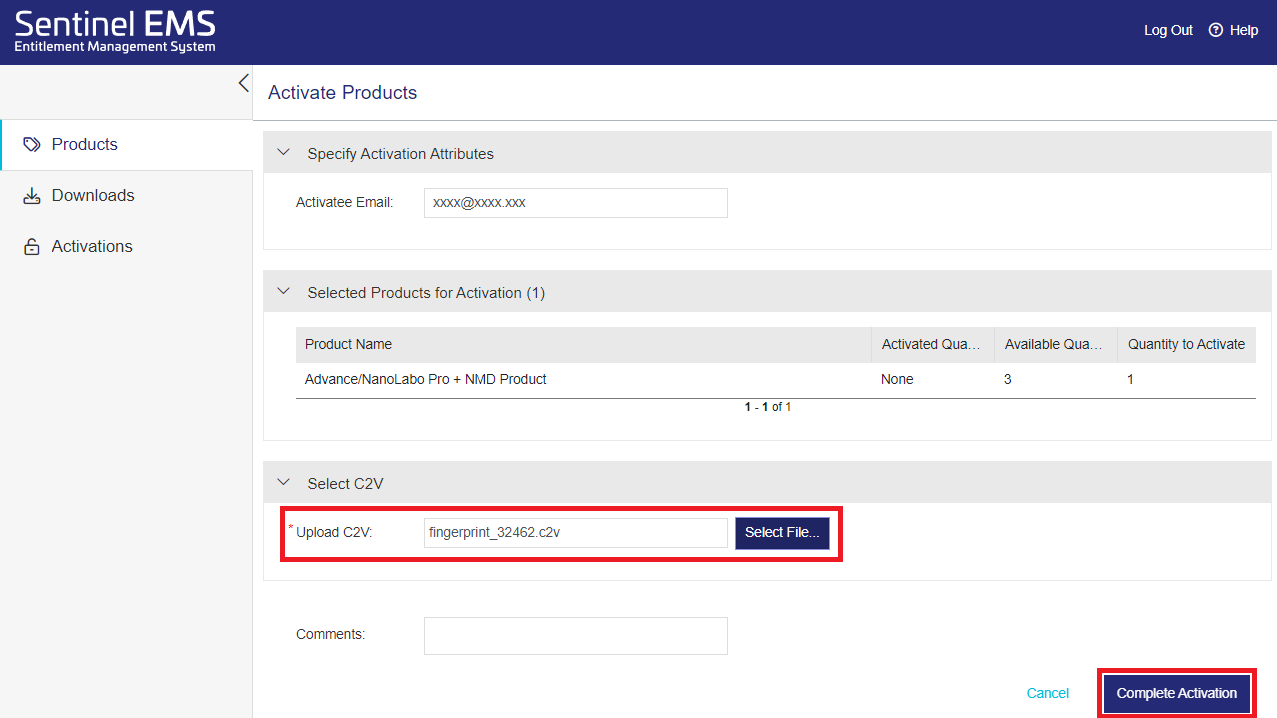 Sentinel EMS
Entitlement Management System
Log Out
Help
Activate Products
Products
Downloads
Activations
Specify Activation Attributes
Activatee Email: xxxx@xxxx.xxx
Selected Products for Activation (1)
Product Name Activated Qua... Available Qua... Quantity to Activate
Advance/NanoLabo Pro + NMD Product None 3 1
1 - 1 of 1
Select C2V
* Upload C2V: fingerprint_32462.c2v Select File...
Comments:
Cancel Complete Activation